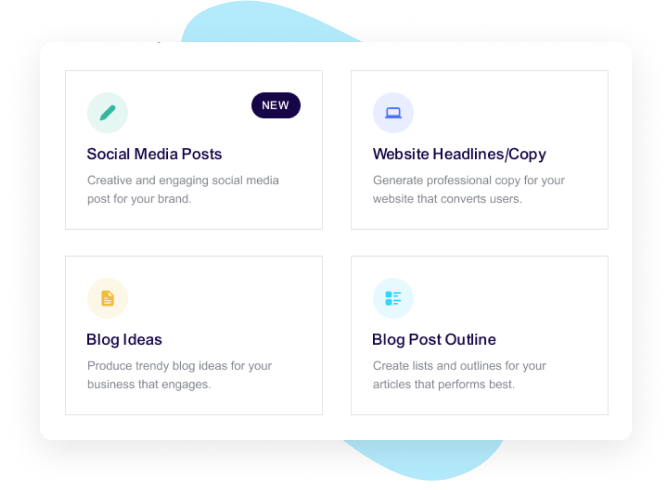 NEW
Social Media Posts
Creative and engaging social media
post for your brand.
Website Headlines/Copy
Generate professional copy for your
website that converts users.
Blog Ideas
Produce trendy blog ideas for your
business that engages.
Blog Post Outline
Create lists and outlines for your
articles that performs best.